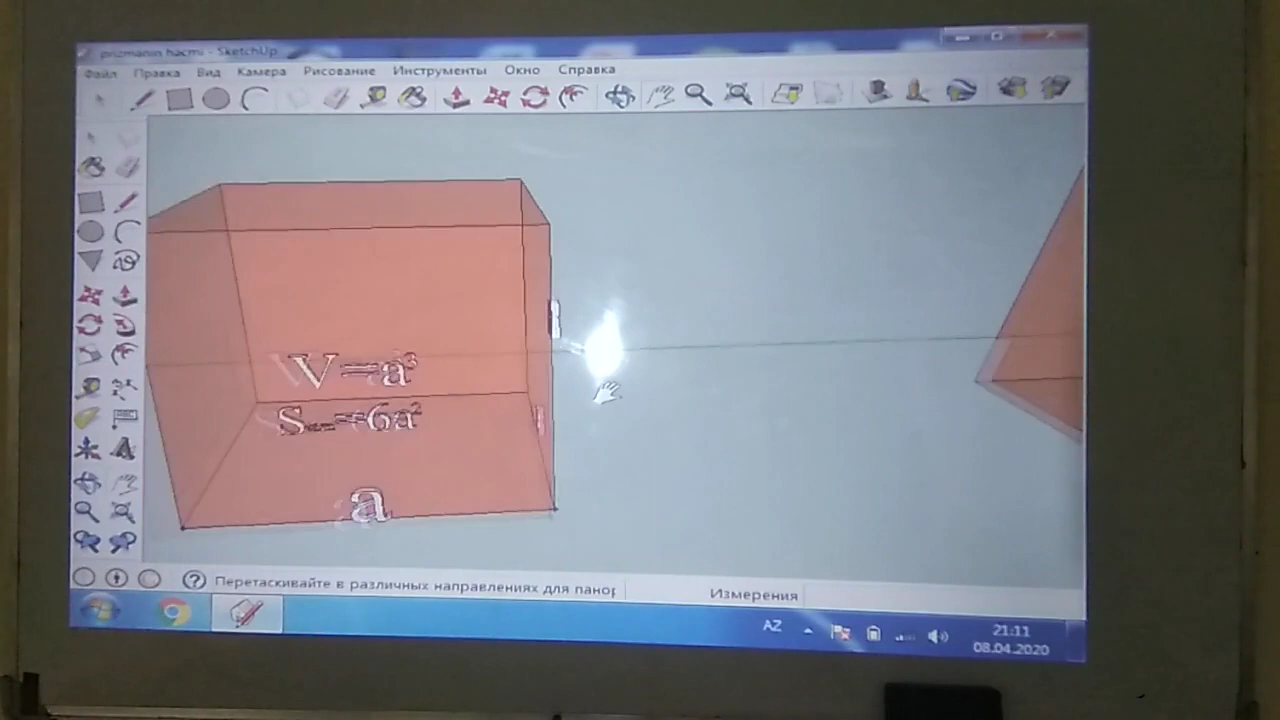 prizmanin hacmi - SketchUp
Файл Правка Вид Камера Рисование Инструменты Окно Справка
V=a³
S =6a²
a
Перетаскивайте в различных направлениях для панор
Измерения
AZ
21:11
08.04.2020